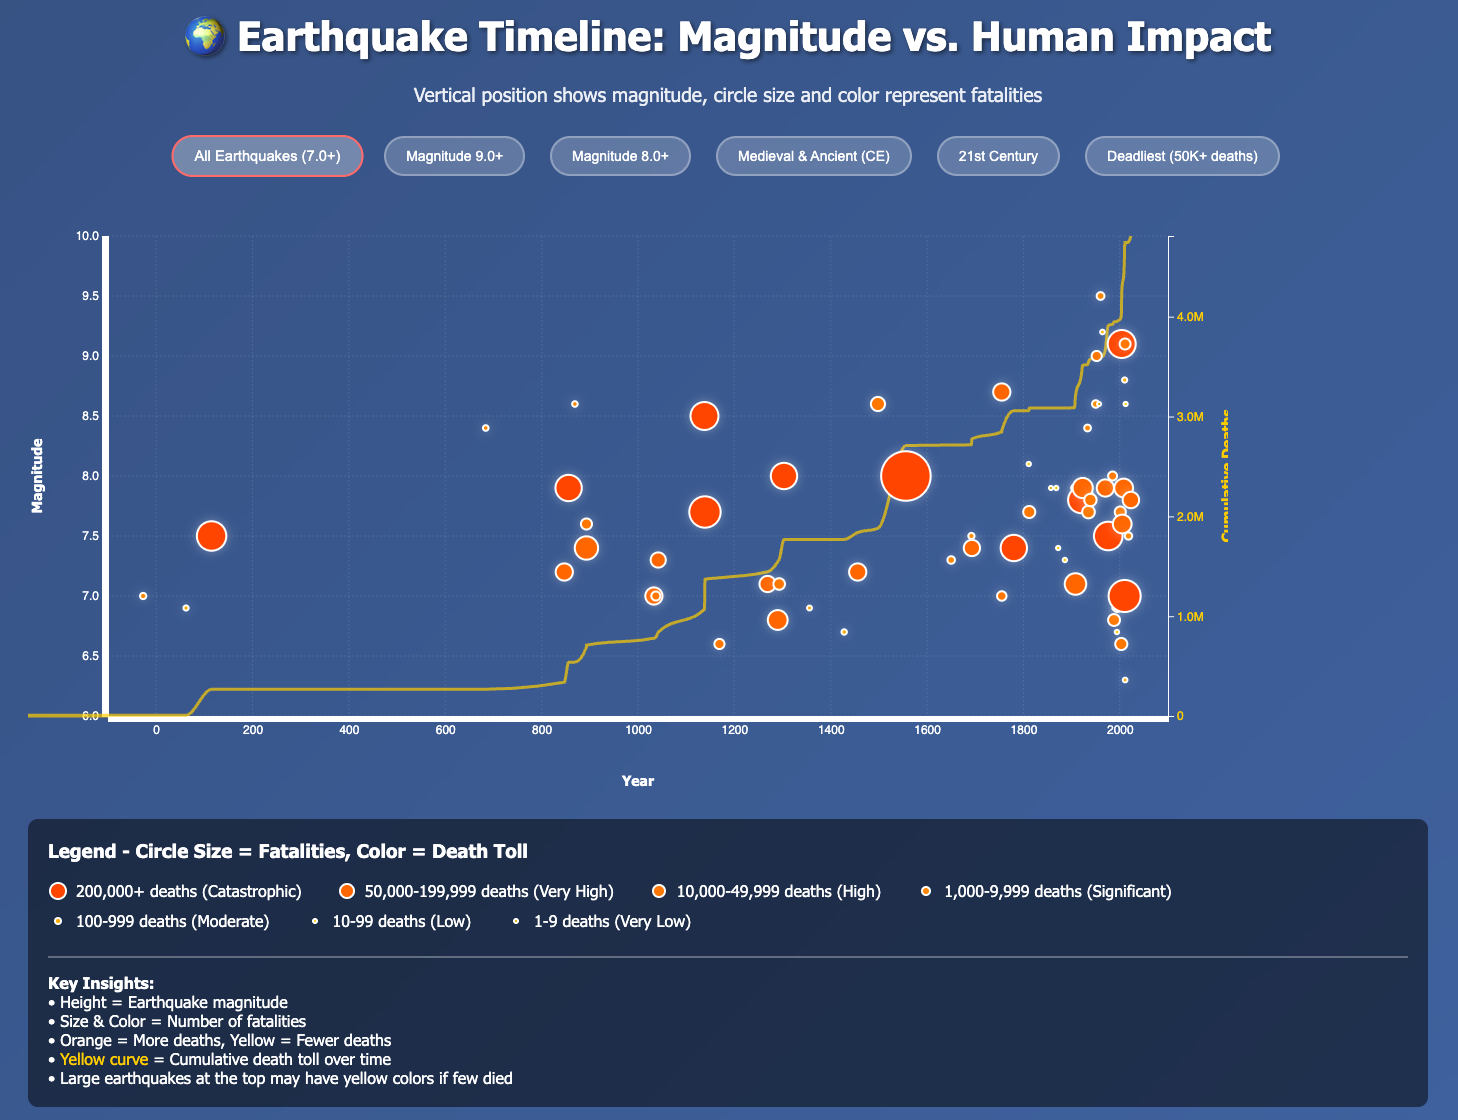 🌍 Earthquake Timeline: Magnitude vs. Human Impact
Vertical position shows magnitude, circle size and color represent fatalities
All Earthquakes (7.0+) Magnitude 9.0+ Magnitude 8.0+ Medieval & Ancient (CE) 21st Century Deadliest (50K+ deaths)
10.0
9.5
9.0
8.5
8.0
7.5
7.0
6.5
6.0
Magnitude
4.0M
3.0M
2.0M
1.0M
0
Cumulative Deaths
0 200 400 600 800 1000 1200 1400 1600 1800 2000
Year
Legend - Circle Size = Fatalities, Color = Death Toll
200,000+ deaths (Catastrophic) 50,000-199,999 deaths (Very High) 10,000-49,999 deaths (High) 1,000-9,999 deaths (Significant)
100-999 deaths (Moderate) 10-99 deaths (Low) 1-9 deaths (Very Low)
Key Insights:
• Height = Earthquake magnitude
• Size & Color = Number of fatalities
• Orange = More deaths, Yellow = Fewer deaths
• Yellow curve = Cumulative death toll over time
• Large earthquakes at the top may have yellow colors if few died